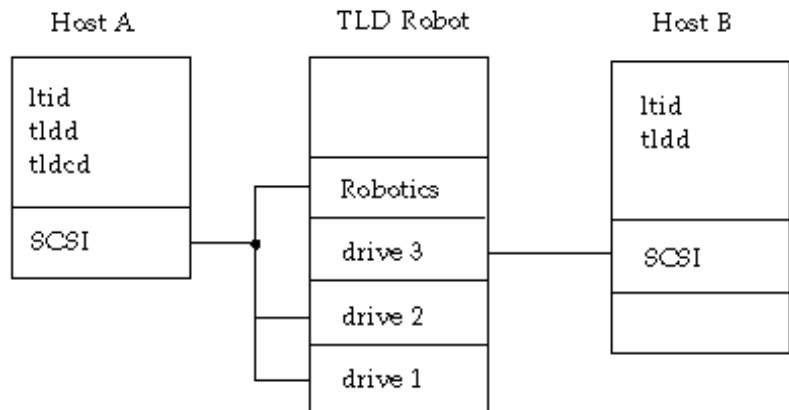 Host A
TLD Robot
Host B
ltid
tldd
tldcd
SCSI
Robotics
drive 3
drive 2
drive 1
ltid
tldd
SCSI